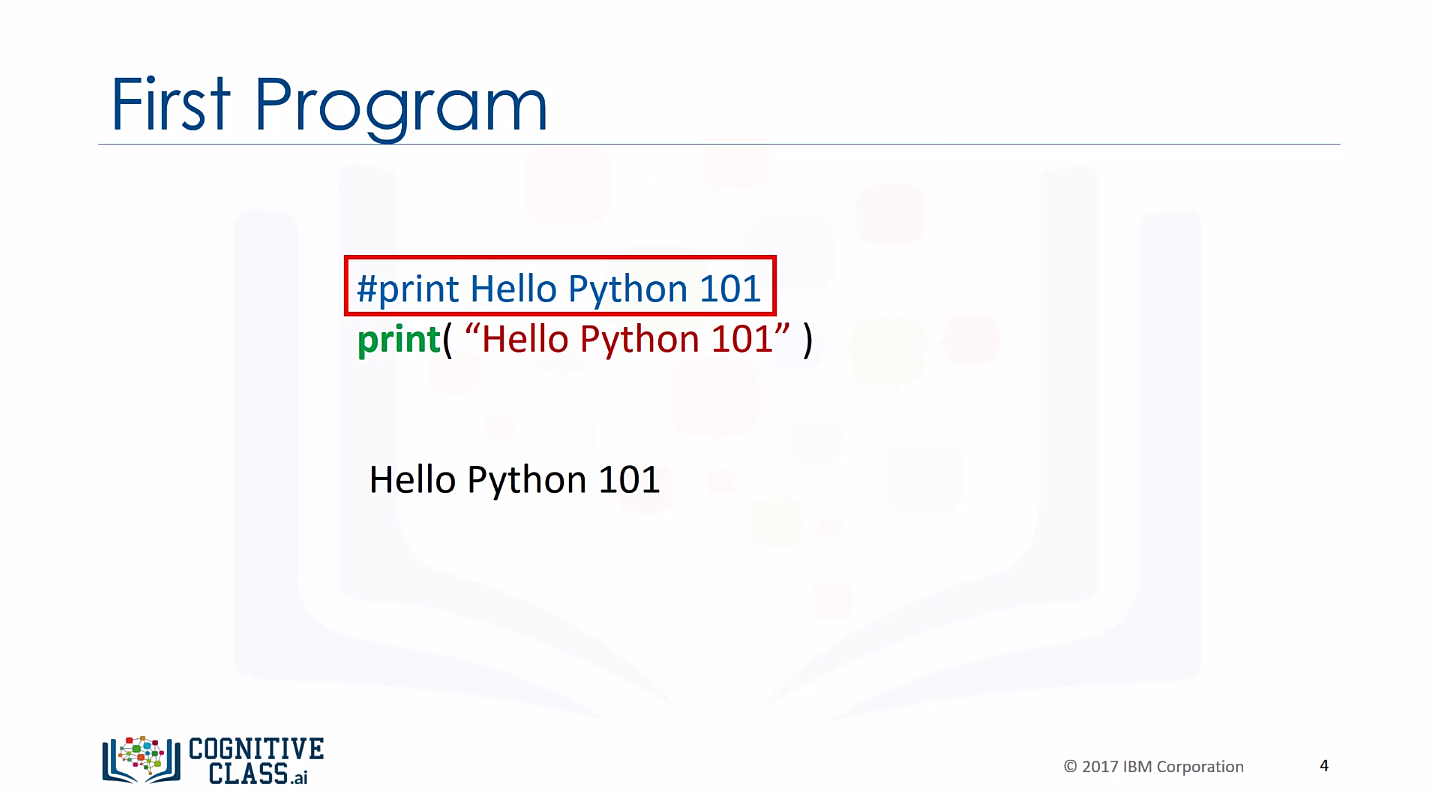 First Program
#print Hello Python 101
print( “Hello Python 101” )
Hello Python 101
COGNITIVE
CLASS.ai
© 2017 IBM Corporation
4